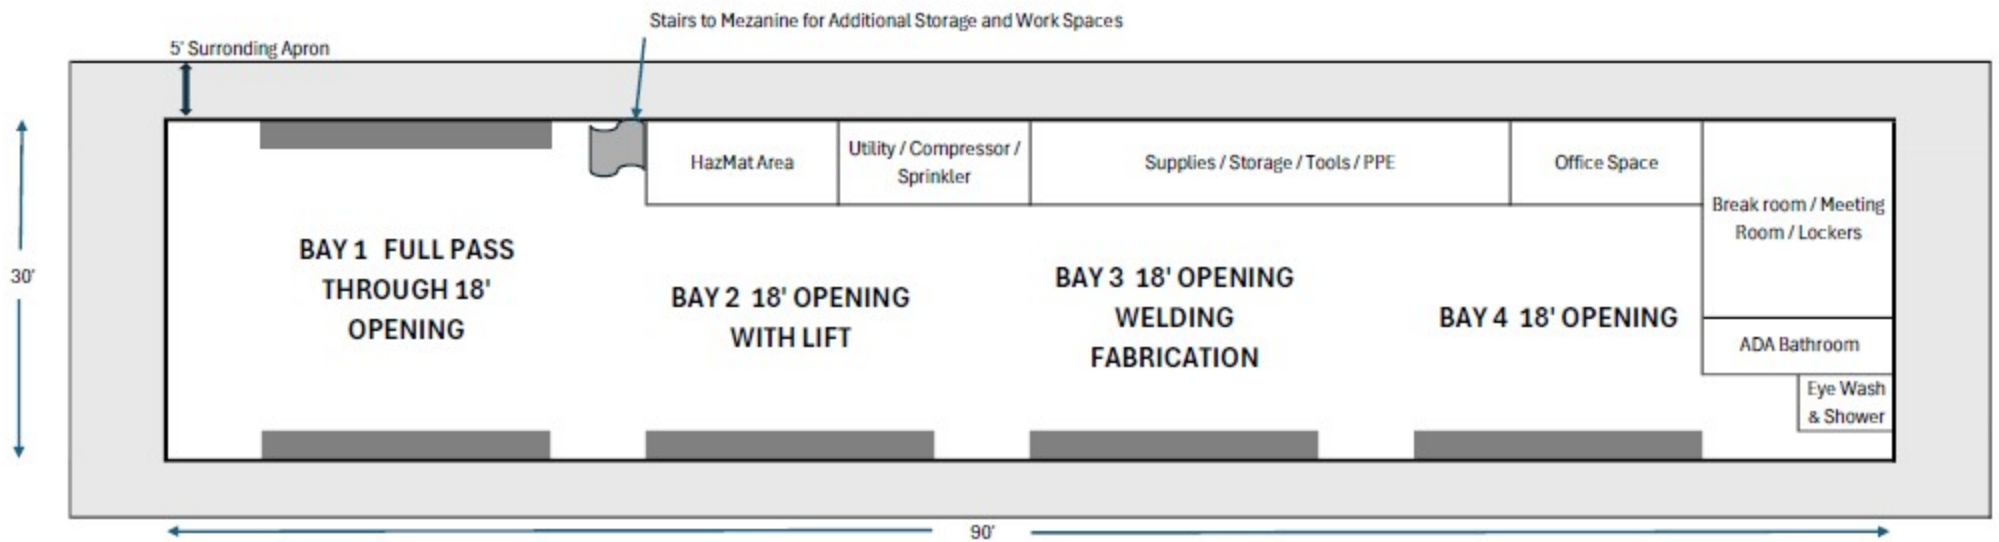 Stairs to Mezanine for Additional Storage and Work Spaces
5' Surronding Apron
30'
HazMat Area
Utility / Compressor /
Sprinkler
Supplies / Storage / Tools / PPE
Office Space
Break room / Meeting
Room / Lockers
BAY 1 FULL PASS
THROUGH 18'
OPENING
BAY 2 18' OPENING
WITH LIFT
BAY 3 18' OPENING
WELDING
FABRICATION
BAY 4 18' OPENING
ADA Bathroom
Eye Wash
& Shower
90'